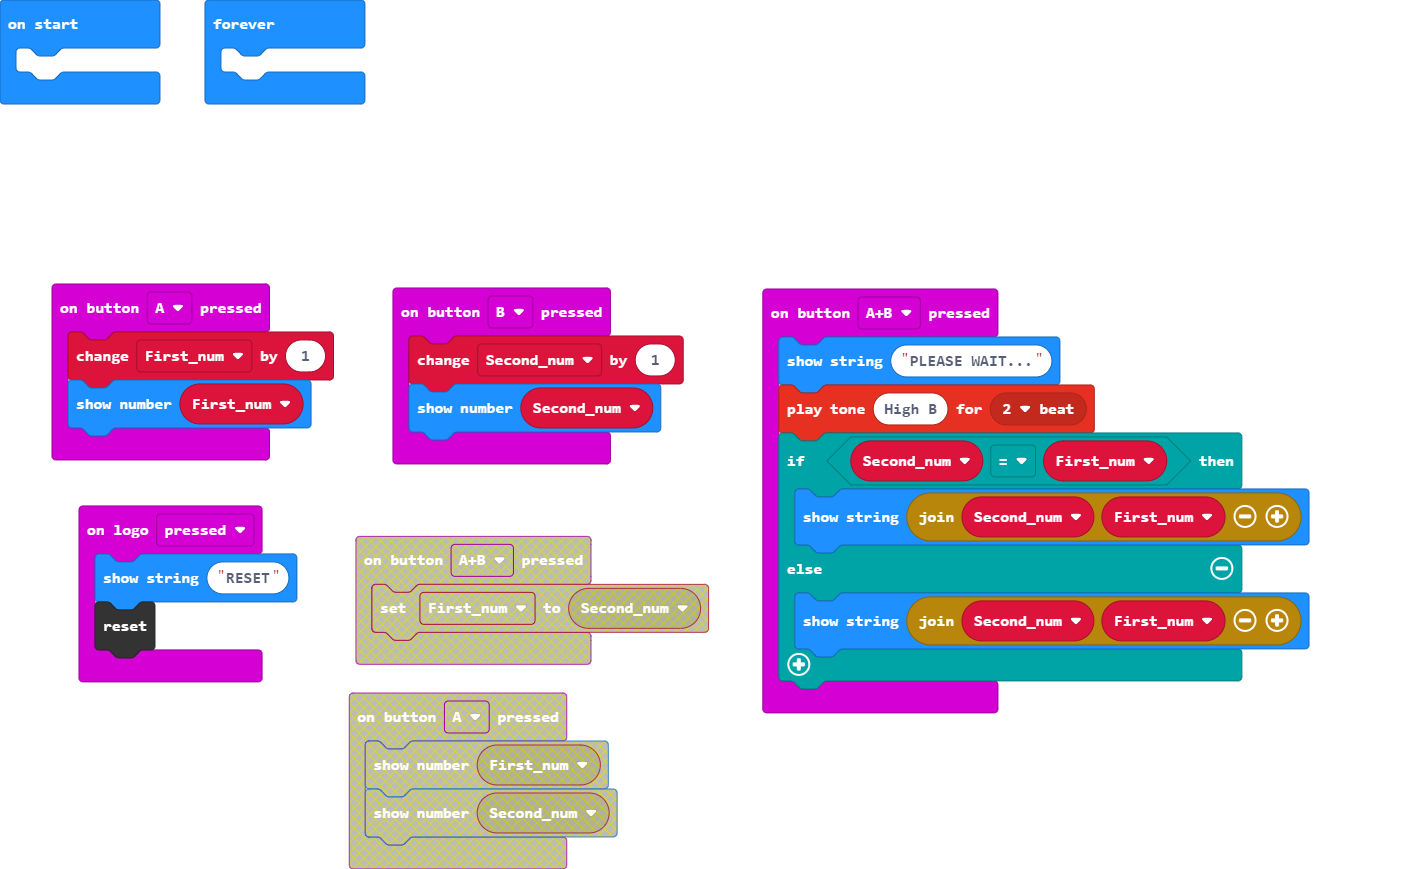 on start
forever
on button A pressed
change First_num by 1
show number First_num
on button B pressed
change Second_num by 1
show number Second_num
on button A+B pressed
show string "PLEASE WAIT..."
play tone High B for 2 beat
if Second_num = First_num then
show string join Second_num First_num
else
show string join Second_num First_num
on logo pressed
show string "RESET"
reset
on button A+B pressed
set First_num to Second_num
on button A pressed
show number First_num
show number Second_num